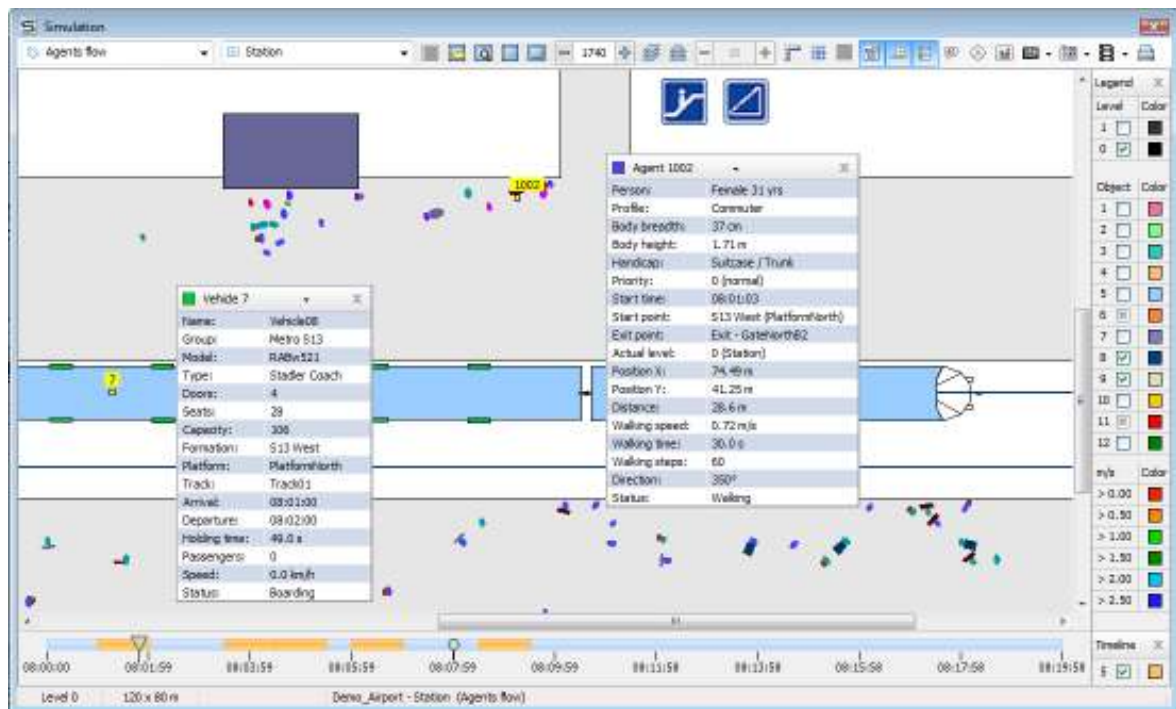 Simulation
Agents flow
Station
1740
1002
7
Vehicle 7
Name: Vehicle08
Group: Metro S13
Model: RABw521
Type: Stadler Coach
Doors: 4
Seats: 28
Capacity: 106
Formation: S13 West
Platform: PlatformNorth
Track: Track01
Arrival: 08:01:00
Departure: 08:02:00
Holding time: 49.0 s
Passengers: 0
Speed: 0.0 km/h
Status: Boarding
Agent 1002
Person: Female 31 yrs
Profile: Commuter
Body breadth: 37 cm
Body height: 1.71 m
Handicap: Suitcase / Trunk
Priority: 0 (normal)
Start time: 08:01:03
Start point: S13 West (PlatformNorth)
Exit point: Exit - GateNorthB2
Actual level: 0 (Station)
Position X: 74.49 m
Position Y: 41.25 m
Distance: 28.6 m
Walking speed: 0.72 m/s
Walking time: 30.0 s
Walking steps: 60
Direction: 350°
Status: Walking
Legend
Level Color
1
0
Object Color
1
2
3
4
5
6
7
8
9
10
11
12
m/s Color
> 0.00
> 0.50
> 1.00
> 1.50
> 2.00
> 2.50
Timeline
5
08:00:00 08:01:59 08:03:59 08:05:59 08:07:59 08:09:59 08:11:58 08:13:58 08:15:58 08:17:58 08:19:58
Level 0 120 x 80 m Demo_Airport - Station (Agents flow)